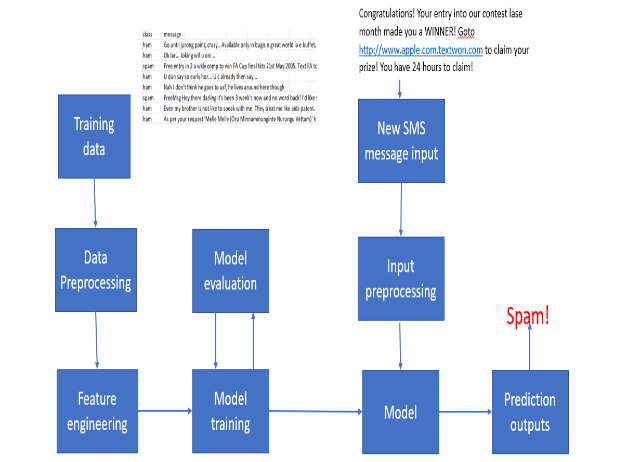 Congratulations! Your entry into our contest lase
month made you a WINNER! Goto
http://www.apple.com.textwon.com to claim your
prize! You have 24 hours to claim!
class message
ham Go until jurong point, crazy.. Available only in bugis n great world la e buffet.
ham Ok lar... Joking wif u oni...
spam Free entry in 2 a wkly comp to win FA Cup final tkts 21st May 2005. Text FA to
ham U dun say so early hor... U c already then say...
ham Nah I don't think he goes to usf, he lives around here though
spam FreeMsg Hey there darling it's been 3 week's now and no word back! I'd like
ham Even my brother is not like to speak with me. They treat me like aids patent.
ham As per your request 'Melle Melle (Oru Minnaminunginte Nurungu Vettam)' h
Training
data
New SMS
message input
Data
Preprocessing
Model
evaluation
Input
preprocessing
Spam!
Feature
engineering
Model
training
Model
Prediction
outputs